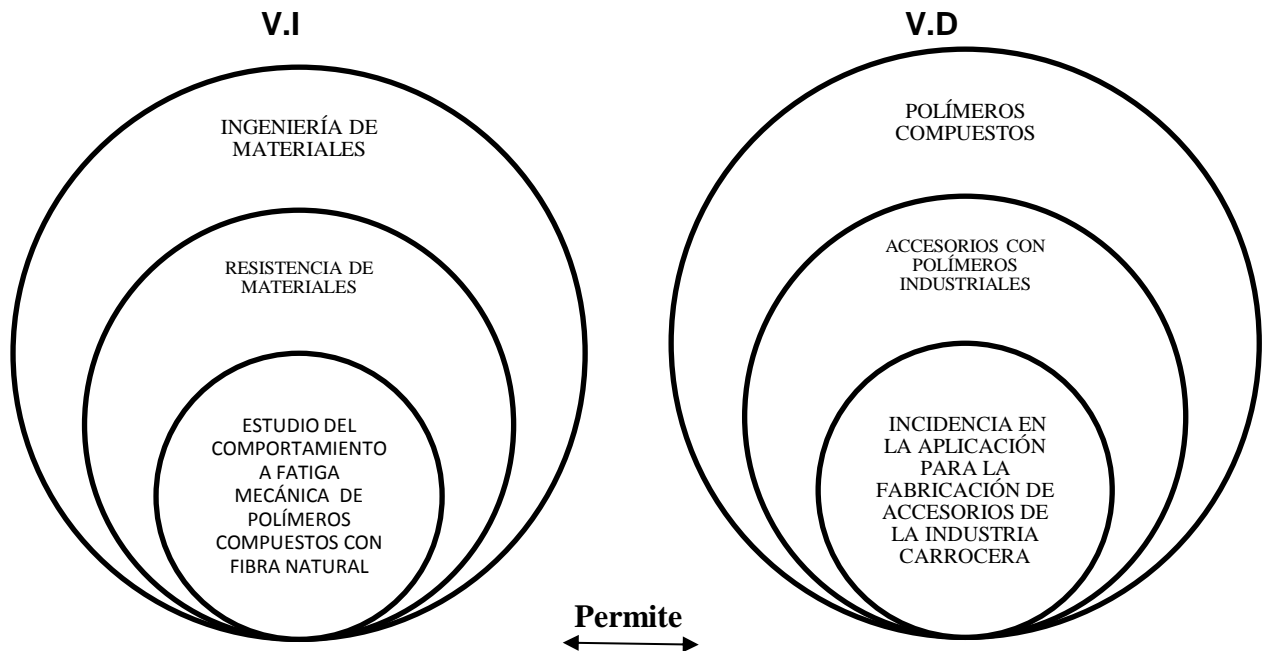 V.I
INGENIERÍA DE
MATERIALES
RESISTENCIA DE
MATERIALES
ESTUDIO DEL
COMPORTAMIENTO
A FATIGA
MECÁNICA DE
POLÍMEROS
COMPUESTOS CON
FIBRA NATURAL
V.D
POLÍMEROS
COMPUESTOS
ACCESORIOS CON
POLÍMEROS
INDUSTRIALES
INCIDENCIA EN
LA APLICACIÓN
PARA LA
FABRICACIÓN DE
ACCESORIOS DE
LA INDUSTRIA
CARROCERA
Permite